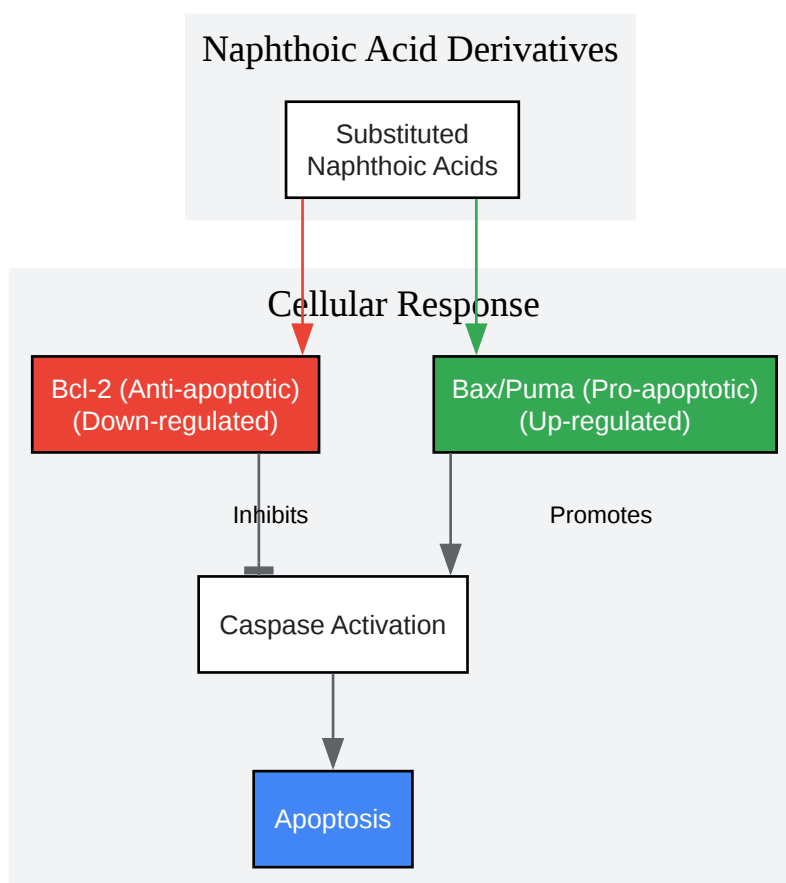 Naphthoic Acid Derivatives
Substituted
Naphthoic Acids
Cellular Response
Bcl-2 (Anti-apoptotic)
(Down-regulated)
Bax/Puma (Pro-apoptotic)
(Up-regulated)
Inhibits
Promotes
Caspase Activation
Apoptosis